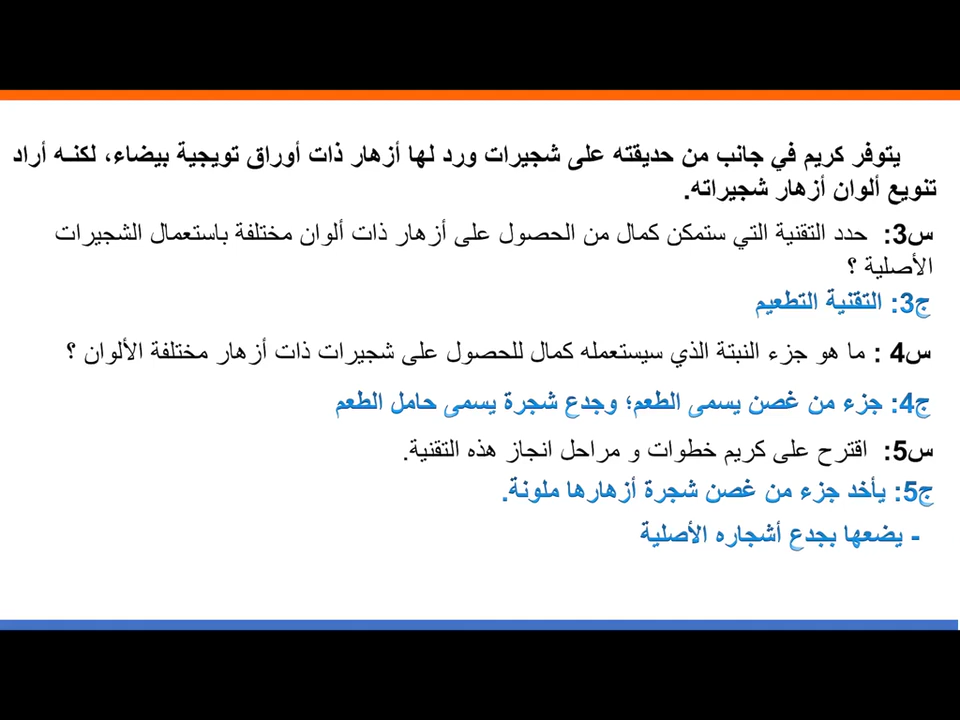 يتوفر كريم في جانب من حديقته على شجيرات ورد لها أزهار ذات أوراق تويجية بيضاء، لكنه أراد
تنويع ألوان أزهار شجيراته.
س3: حدد التقنية التي ستمكن كمال من الحصول على أزهار ذات ألوان مختلفة باستعمال الشجيرات
الأصلية ؟
ج3: التقنية التطعيم
س4 : ما هو جزء النبتة الذي سيستعمله كمال للحصول على شجيرات ذات أزهار مختلفة الألوان ؟
ج4: جزء من غصن يسمى الطعم؛ وجدع شجرة يسمى حامل الطعم
س5: اقترح على كريم خطوات و مراحل انجاز هذه التقنية.
ج5: يأخد جزء من غصن شجرة أزهارها ملونة.
- يضعها بجدع أشجاره الأصلية